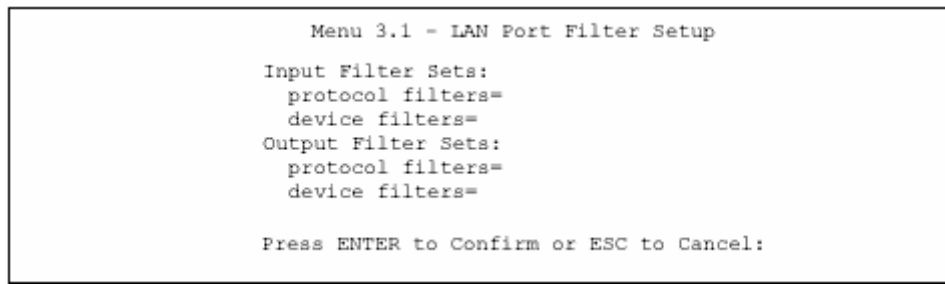 Menu 3.1 - LAN Port Filter Setup
Input Filter Sets:
protocol filters=
device filters=
Output Filter Sets:
protocol filters=
device filters=
Press ENTER to Confirm or ESC to Cancel: